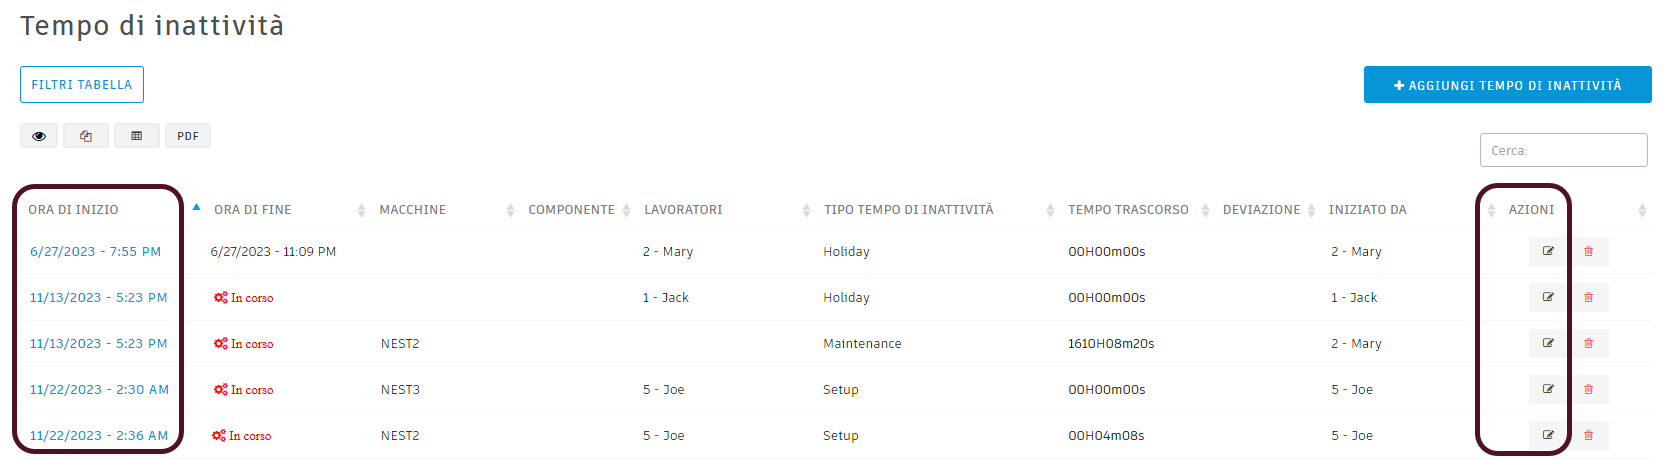 Tempo di inattività
FILTRI TABELLA
AGGIUNGI TEMPO DI INATTIVITÀ
PDF
Cerca:
ORA DI INIZIO ORA DI FINE MACCHINE COMPONENTE LAVORATORI TIPO TEMPO DI INATTIVITÀ TEMPO TRASCORSO DEVIAZIONE INIZIATO DA AZIONI
6/27/2023 - 7:55 PM 6/27/2023 - 11:09 PM 2 - Mary Holiday 00H00m00s 2 - Mary
11/13/2023 - 5:23 PM In corso 1 - Jack Holiday 00H00m00s 1 - Jack
11/13/2023 - 5:23 PM In corso NEST2 Maintenance 1610H08m20s 2 - Mary
11/22/2023 - 2:30 AM In corso NEST3 5 - Joe Setup 00H00m00s 5 - Joe
11/22/2023 - 2:36 AM In corso NEST2 5 - Joe Setup 00H04m08s 5 - Joe